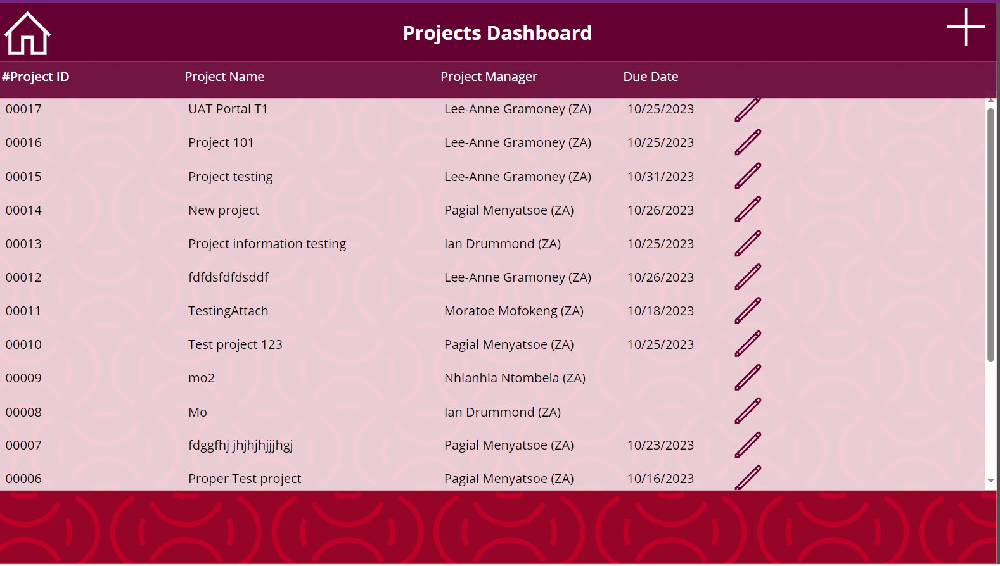 Projects Dashboard
#Project ID Project Name Project Manager Due Date
00017 UAT Portal T1 Lee-Anne Gramoney (ZA) 10/25/2023
00016 Project 101 Lee-Anne Gramoney (ZA) 10/25/2023
00015 Project testing Lee-Anne Gramoney (ZA) 10/31/2023
00014 New project Pagial Menyatsoe (ZA) 10/26/2023
00013 Project information testing Ian Drummond (ZA) 10/25/2023
00012 fdfdsfdfdsddf Lee-Anne Gramoney (ZA) 10/26/2023
00011 TestingAttach Moratoe Mofokeng (ZA) 10/18/2023
00010 Test project 123 Pagial Menyatsoe (ZA) 10/25/2023
00009 mo2 Nhlanhla Ntombela (ZA)
00008 Mo Ian Drummond (ZA)
00007 fdggfhj jhjhjhjjjhgj Pagial Menyatsoe (ZA) 10/23/2023
00006 Proper Test project Pagial Menyatsoe (ZA) 10/16/2023